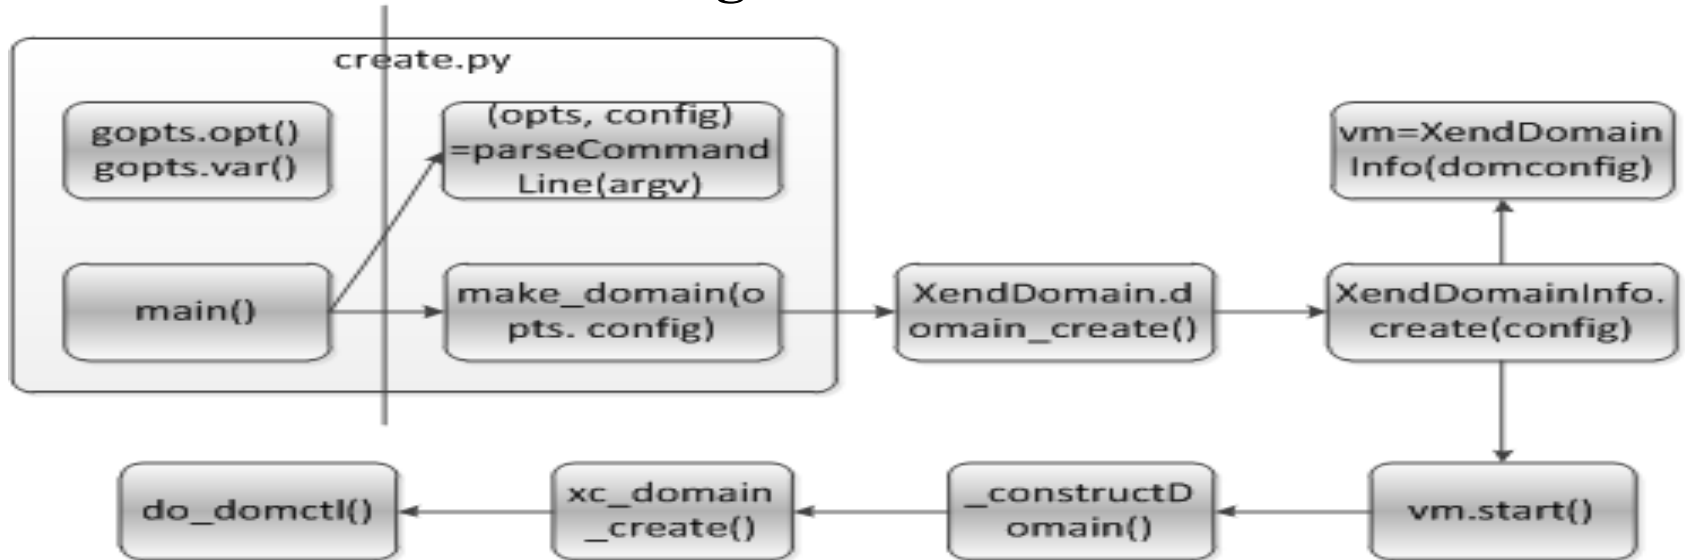 create.py
gopts.opt()
gopts.var()
(opts, config)
=parseCommand
Line(argv)
vm=XendDomain
Info(domconfig)
main()
make_domain(o
pts. config)
XendDomain.d
omain_create()
XendDomainInfo.
create(config)
do_domctl()
xc_domain
_create()
_constructD
omain()
vm.start()